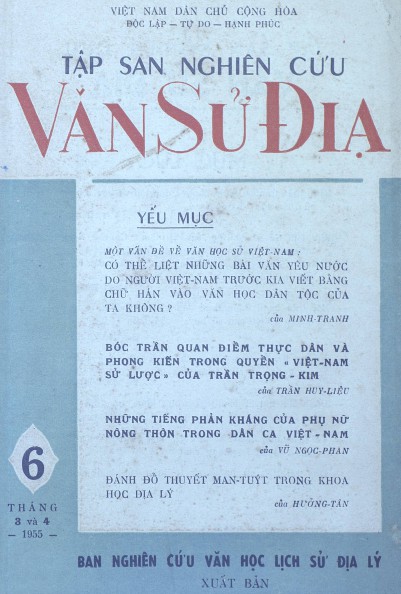 VIỆT NAM DÂN CHỦ CỘNG HÒA
ĐỘC LẬP — TỰ DO — HẠNH PHÚC
TẬP SAN NGHIÊN CỨU
VĂN SỬ ĐỊA
YẾU MỤC
MỘT VẤN ĐỀ VỀ VĂN HỌC SỬ VIỆT-NAM :
CÓ THỂ LIỆT NHỮNG BÀI VĂN YÊU NƯỚC
DO NGƯỜI VIỆT-NAM TRƯỚC KIA VIẾT BẰNG
CHỮ HÁN VÀO VĂN HỌC DÂN TỘC CỦA
TA KHÔNG ?
của MINH-TRANH
BÓC TRẦN QUAN ĐIỂM THỰC DÂN VÀ
PHONG KIẾN TRONG QUYỂN « VIỆT-NAM
SỬ LƯỢC» CỦA TRẦN TRỌNG - KIM
của TRẦN HUY-LIỆU
NHỮNG TIẾNG PHẢN KHÁNG CỦA PHỤ NỮ
NÔNG THÔN TRONG DÂN CA VIỆT - NAM
của VŨ NGỌC-PHAN
ĐÁNH ĐỔ THUYẾT MAN-TUÝT TRONG KHOA
HỌC ĐỊA LÝ
của HƯỞNG-TÂN
6
THÁNG
3 và 4
— 1955 —
BAN NGHIÊN CỨU VĂN HỌC LỊCH SỬ ĐỊA LÝ
XUẤT BẢN